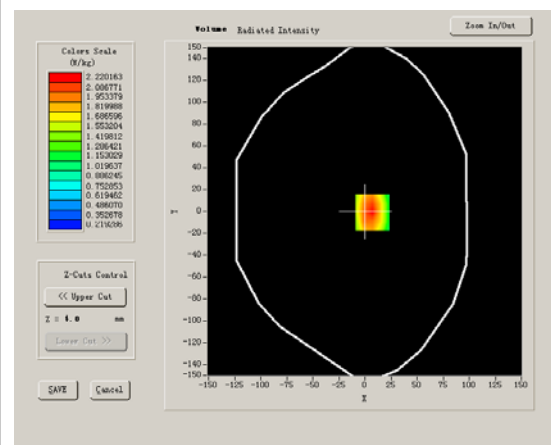 Volume Radiated Intensity
Zoom In/Out
Colors Scale
(W/kg)
2.220163
2.086771
1.953379
1.819988
1.686596
1.553204
1.419812
1.286421
1.153029
1.019637
0.886245
0.752853
0.619462
0.486070
0.352678
0.219286
Z-Cuts Control
<< Upper Cut
Z = mm
Lower Cut >>
SAVE
Cancel
150
140
120
100
80
60
40
20
0
-20
-40
-60
-80
-100
-120
-140
-150
Y
-150 -125 -100 -75 -50 -25 0 25 50 75 100 125 150
X